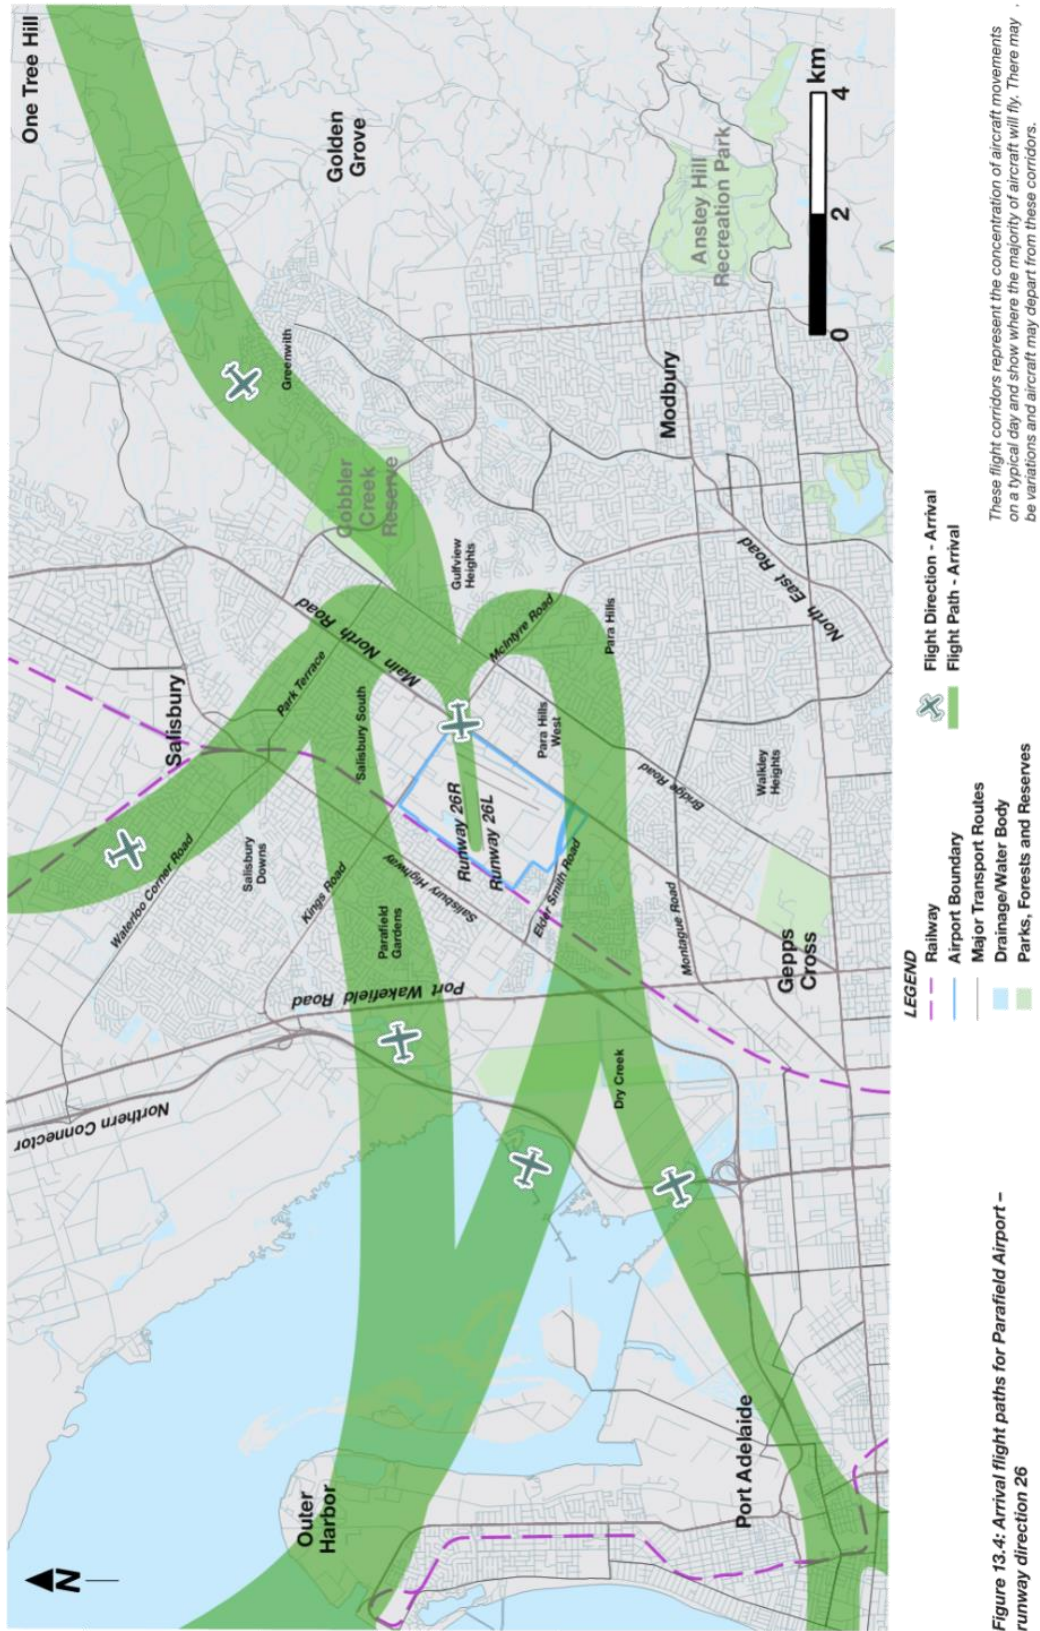 One Tree Hill
Golden
Grove
Greenwith
Cobbler
Creek
Reserve
Anstey Hill
Recreation Park
Gulfview
Heights
Modbury
Main North Road
McIntyre Road
Para Hills
North East Road
Park Terrace
Salisbury
Salisbury South
Para Hills
West
Walkley
Heights
Bridge Road
Runway 26R
Runway 26L
Waterloo Corner Road
Salisbury
Downs
Kings Road
Salisbury Highway
Elder Smith Road
Parafield
Gardens
Montague Road
Gepps
Cross
Port Wakefield Road
Northern Connector
Dry Creek
Outer
Harbor
Port Adelaide
N
0
2
4
km
LEGEND
Railway
Airport Boundary
Major Transport Routes
Drainage/Water Body
Parks, Forests and Reserves
Flight Direction - Arrival
Flight Path - Arrival
These flight corridors represent the concentration of aircraft movements
on a typical day and show where the majority of aircraft will fly. There may
be variations and aircraft may depart from these corridors.
Figure 13.4: Arrival flight paths for Parafield Airport –
runway direction 26